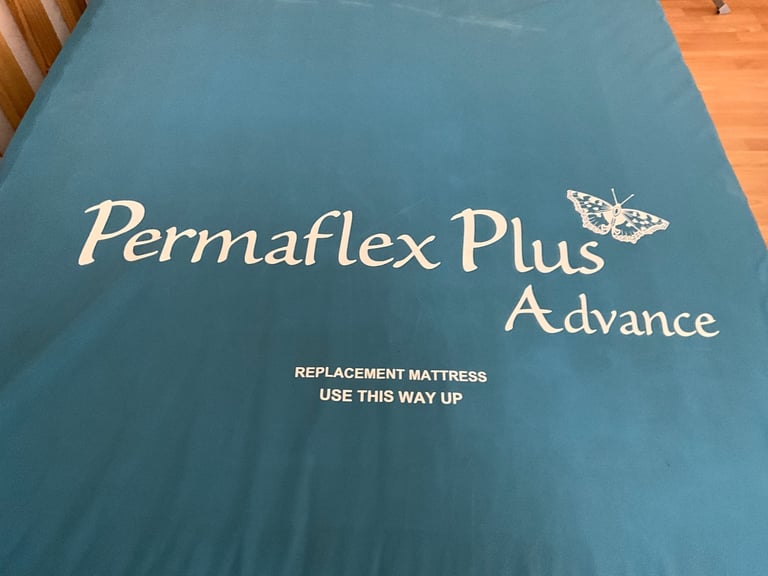 Permaflex Plus
Advance
REPLACEMENT MATTRESS
USE THIS WAY UP